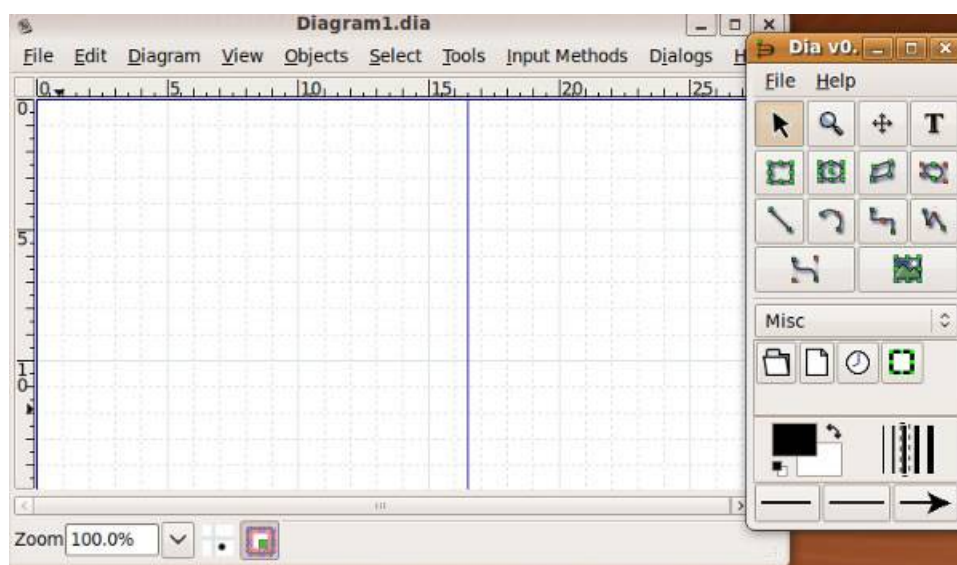 Diagram1.dia
File Edit Diagram View Objects Select Tools Input Methods Dialogs H
0 5 10 15 20 25
0
5
10
Zoom 100.0%
Dia v0.
File Help
T
Misc